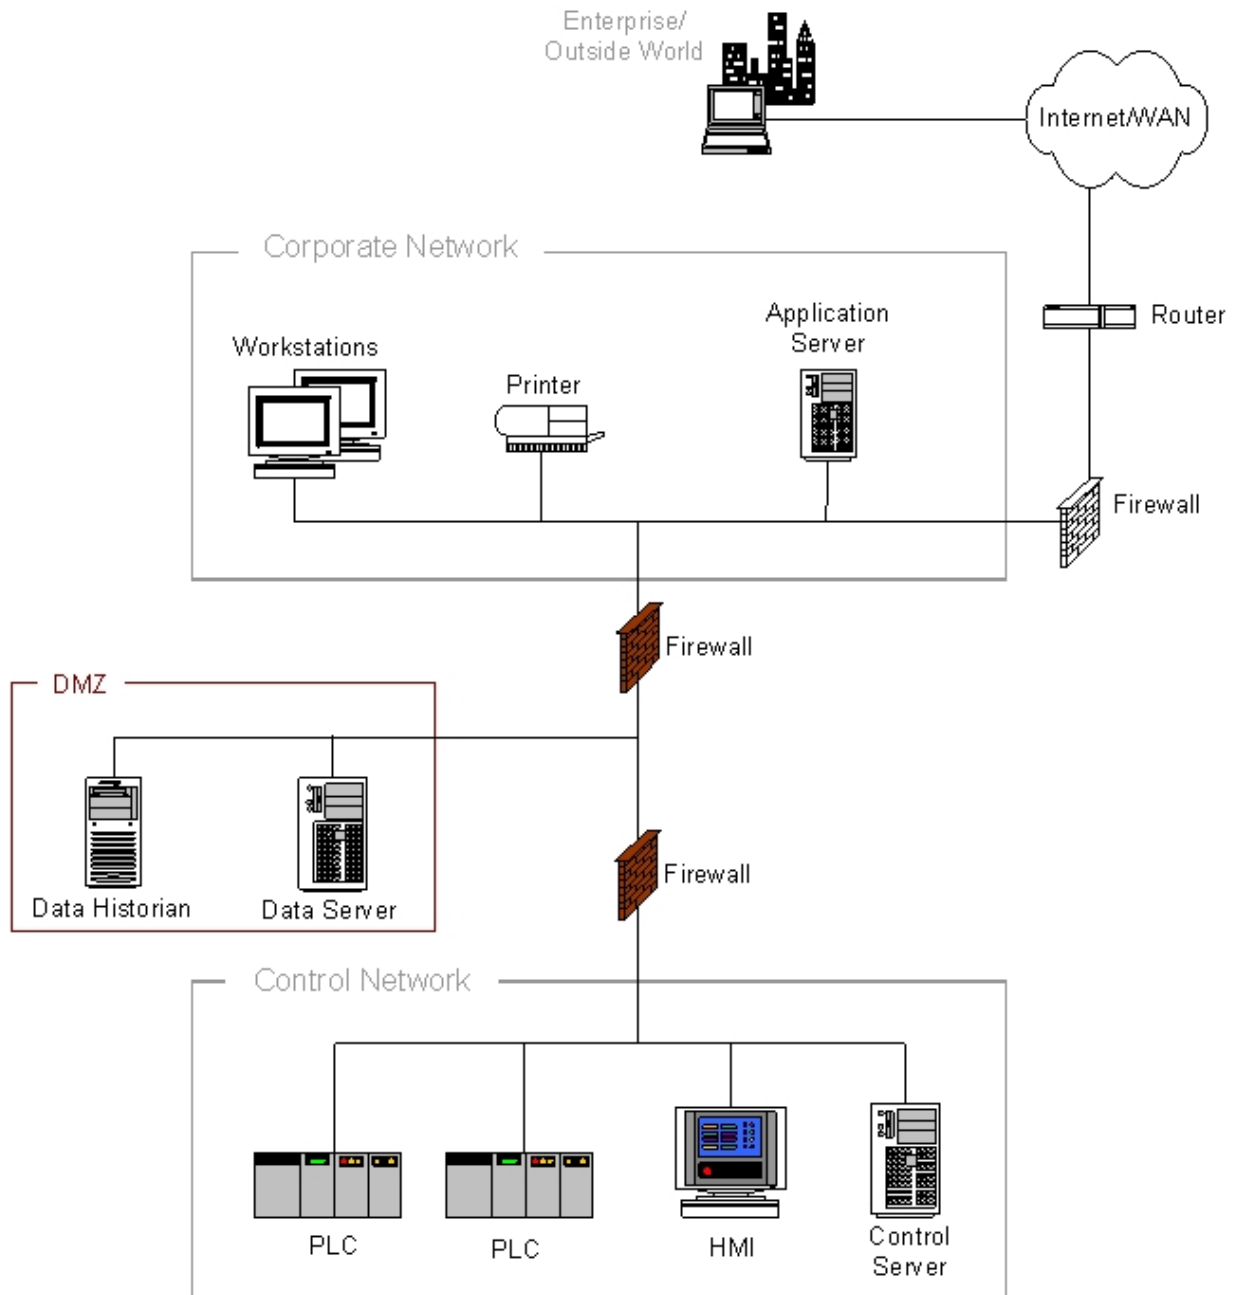 Enterprise/
Outside World
Internet/WAN
Corporate Network
Router
Application
Server
Workstations
Printer
Firewall
Firewall
DMZ
Firewall
Data Historian
Data Server
Control Network
PLC
PLC
HMI
Control
Server